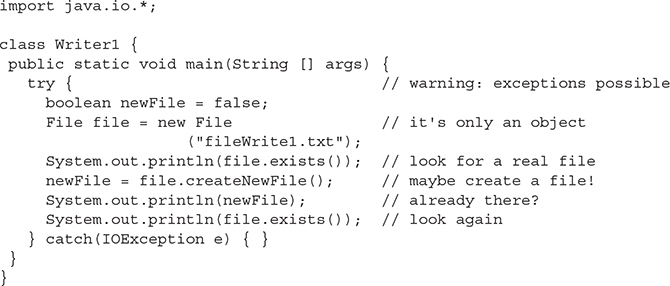 import java.io.*;

class Writer1 {
 public static void main(String [] args) {
   try {                               // warning: exceptions possible
     boolean newFile = false;
     File file = new File              // it's only an object
                    ("fileWrite1.txt");
     System.out.println(file.exists());  // look for a real file
     newFile = file.createNewFile();     // maybe create a file!
     System.out.println(newFile);        // already there?
     System.out.println(file.exists());  // look again
   } catch(IOException e) { }
 }
}